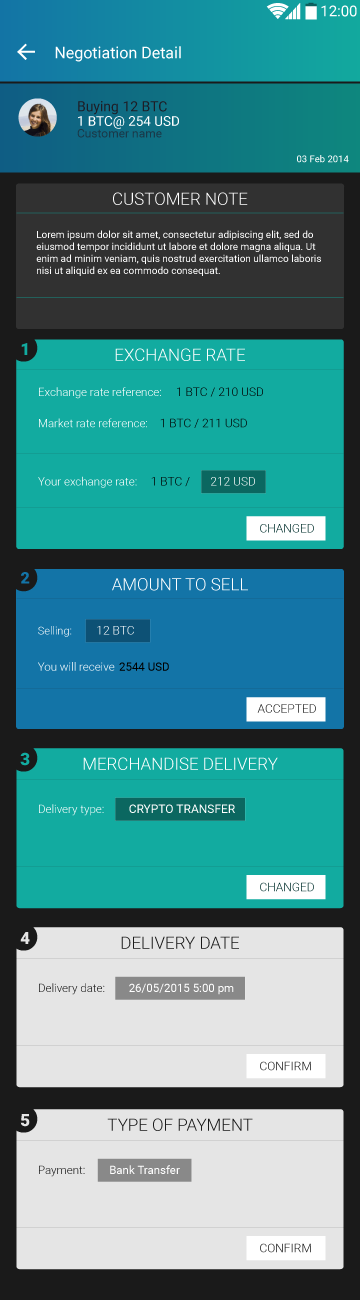 12:00
Negotiation Detail
Buying 12 BTC
1 BTC@ 254 USD
Customer name
03 Feb 2014
CUSTOMER NOTE
Lorem ipsum dolor sit amet, consectetur adipiscing elit, sed do
eiusmod tempor incididunt ut labore et dolore magna aliqua. Ut
enim ad minim veniam, quis nostrud exercitation ullamco laboris
nisi ut aliquid ex ea commodo consequat.
1
EXCHANGE RATE
Exchange rate reference: 1 BTC / 210 USD
Market rate reference: 1 BTC / 211 USD
Your exchange rate: 1 BTC / 212 USD
CHANGED
2
AMOUNT TO SELL
Selling: 12 BTC
You will receive 2544 USD
ACCEPTED
3
MERCHANDISE DELIVERY
Delivery type: CRYPTO TRANSFER
CHANGED
4
DELIVERY DATE
Delivery date: 26/05/2015 5:00 pm
CONFIRM
5
TYPE OF PAYMENT
Payment: Bank Transfer
CONFIRM